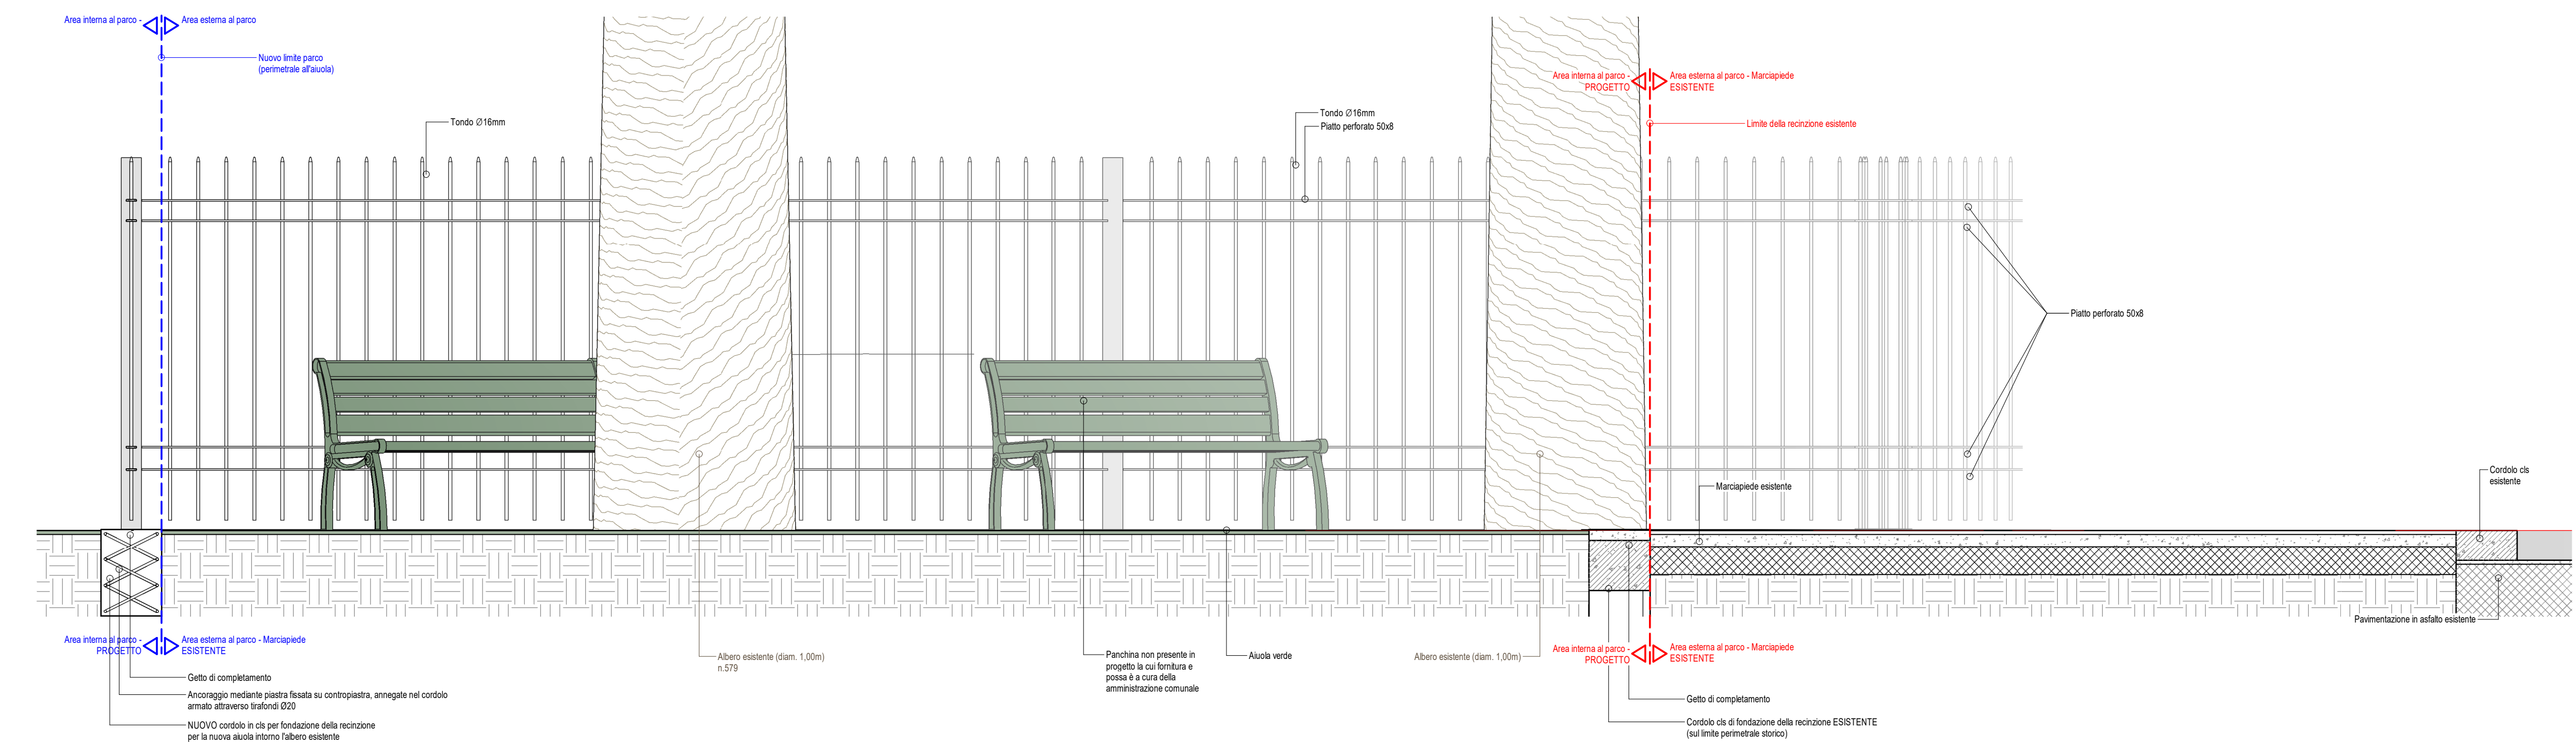 Area interna al parco -
Area esterna al parco
Nuovo limite parco
(perimetrale all'aiuola)
Area interna al parco -
PROGETTO
Area esterna al parco - Marciapiede
ESISTENTE
Tondo ∅16mm
Tondo ∅16mm
Piatto perforato 50x8
Limite della recinzione esistente
Piatto perforato 50x8
Cordolo cls
esistente
Marciapiede esistente
Pavimentazione in asfalto esistente
Area interna al parco -
PROGETTO
Area esterna al parco - Marciapiede
ESISTENTE
Albero esistente (diam. 1,00m)
n.579
Panchina non presente in
progetto la cui fornitura e
possa è a cura della
amministrazione comunale
Aiuola verde
Albero esistente (diam. 1,00m)
Area interna al parco -
PROGETTO
Area esterna al parco - Marciapiede
ESISTENTE
Getto di completamento
Ancoraggio mediante piastra fissata su contropiastra, annegate nel cordolo
armato attraverso tirafondi Ø20
NUOVO cordolo in cls per fondazione della recinzione
per la nuova aiuola intorno l'albero esistente
Getto di completamento
Cordolo cls di fondazione della recinzione ESISTENTE
(sul limite perimetrale storico)